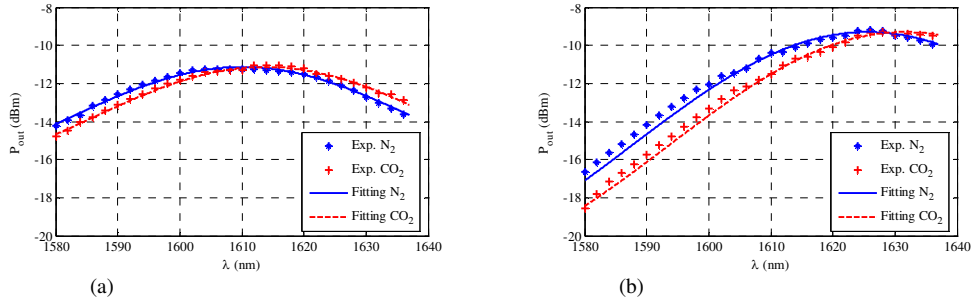 -8
-10
-12
-14
-16
-18
-20
P_out (dBm)
Exp. N₂
Exp. CO₂
Fitting N₂
Fitting CO₂
1580 1590 1600 1610 1620 1630 1640
λ (nm)
(a)
-8
-10
-12
-14
-16
-18
-20
P_out (dBm)
Exp. N₂
Exp. CO₂
Fitting N₂
Fitting CO₂
1580 1590 1600 1610 1620 1630 1640
λ (nm)
(b)